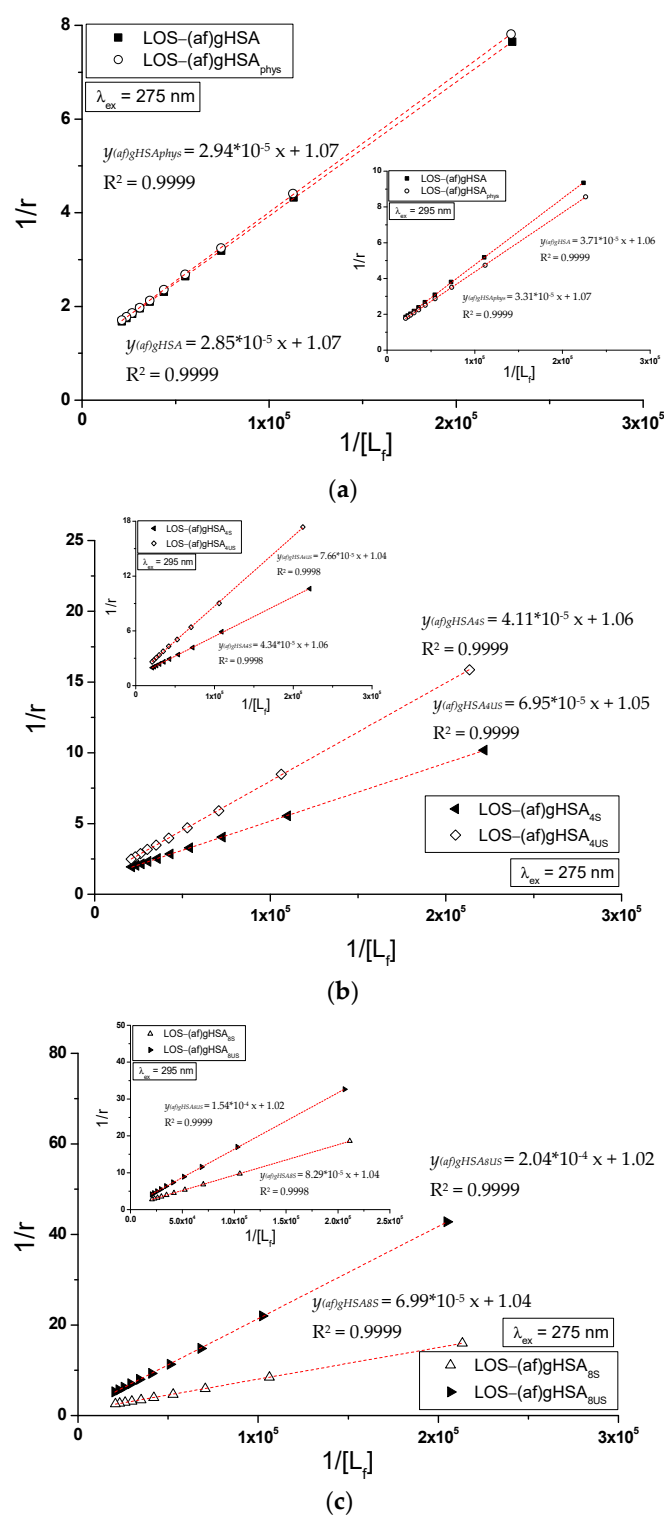 8
6
4
2
0
1/r
LOS–(af)gHSA
LOS–(af)gHSAphys
λex = 275 nm
y(af)gHSAphys = 2.94*10-5 x + 1.07
R2 = 0.9999
y(af)gHSA = 2.85*10-5 x + 1.07
R2 = 0.9999
10
8
6
4
2
0
1/r
LOS–(af)gHSA
LOS–(af)gHSAphys
λex = 295 nm
y(af)gHSA = 3.71*10-5 x + 1.06
R2 = 0.9999
y(af)gHSAphys = 3.31*10-5 x + 1.07
R2 = 0.9999
0 1x105 2x105 3x105
1/[Lf]
0 1x105 2x105 3x105
1/[Lf]
(a)
25
20
15
10
5
0
1/r
18
15
12
9
6
3
0
1/r
LOS–(af)gHSA4S
LOS–(af)gHSA4US
λex = 295 nm
y(af)gHSA4US = 7.66*10-5 x + 1.04
R2 = 0.9998
y(af)gHSA4S = 4.34*10-5 x + 1.06
R2 = 0.9998
0 1x105 2x105 3x105
1/[Lf]
y(af)gHSA4S = 4.11*10-5 x + 1.06
R2 = 0.9999
y(af)gHSA4US = 6.95*10-5 x + 1.05
R2 = 0.9999
LOS–(af)gHSA4S
LOS–(af)gHSA4US
λex = 275 nm
0 1x105 2x105 3x105
1/[Lf]
(b)
80
60
40
20
0
1/r
50
40
30
20
10
0
1/r
LOS–(af)gHSA8S
LOS–(af)gHSA8US
λex = 295 nm
y(af)gHSA8US = 1.54*10-4 x + 1.02
R2 = 0.9999
y(af)gHSA8S = 8.29*10-5 x + 1.04
R2 = 0.9998
0.0 5.0x104 1.0x105 1.5x105 2.0x105 2.5x105
1/[Lf]
y(af)gHSA8US = 2.04*10-4 x + 1.02
R2 = 0.9999
y(af)gHSA8S = 6.99*10-5 x + 1.04
R2 = 0.9999
λex = 275 nm
LOS–(af)gHSA8S
LOS–(af)gHSA8US
0 1x105 2x105 3x105
1/[Lf]
(c)